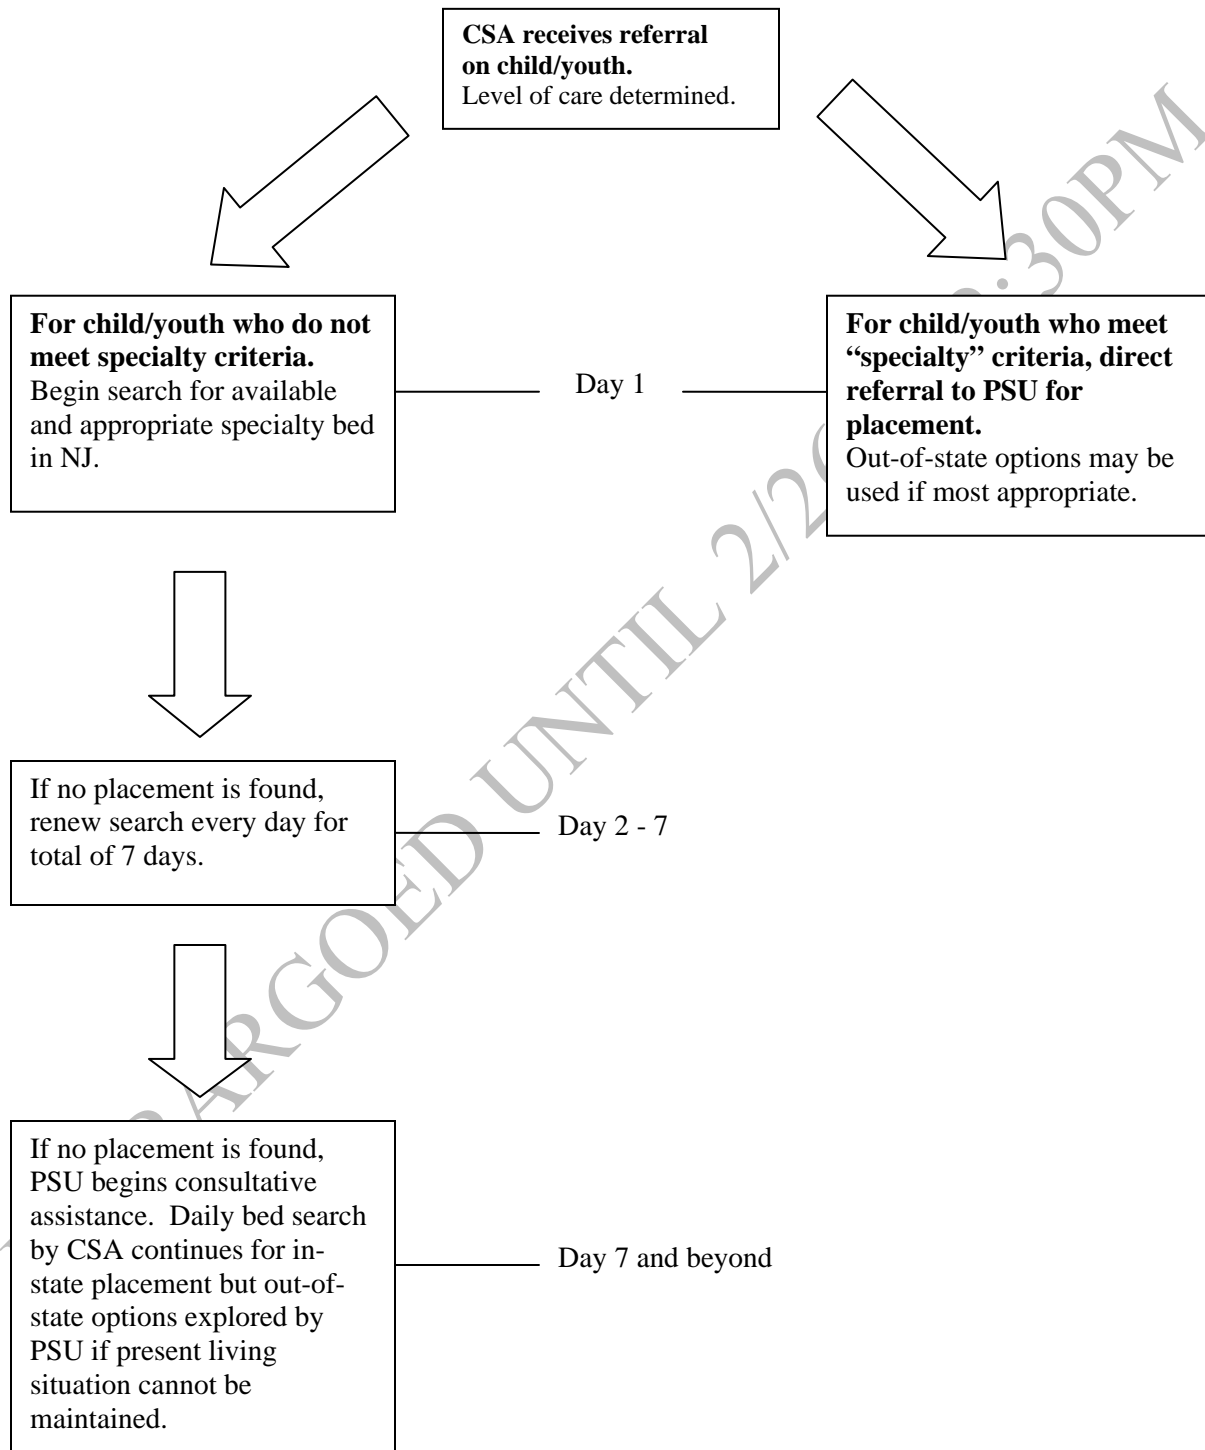 CSA receives referral
on child/youth.
Level of care determined.
For child/youth who do not
meet specialty criteria.
Begin search for available
and appropriate specialty bed
in NJ.
Day 1
For child/youth who meet
“specialty” criteria, direct
referral to PSU for
placement.
Out-of-state options may be
used if most appropriate.
If no placement is found,
renew search every day for
total of 7 days.
Day 2 - 7
If no placement is found,
PSU begins consultative
assistance.  Daily bed search
by CSA continues for in-
state placement but out-of-
state options explored by
PSU if present living
situation cannot be
maintained.
Day 7 and beyond
UNTIL